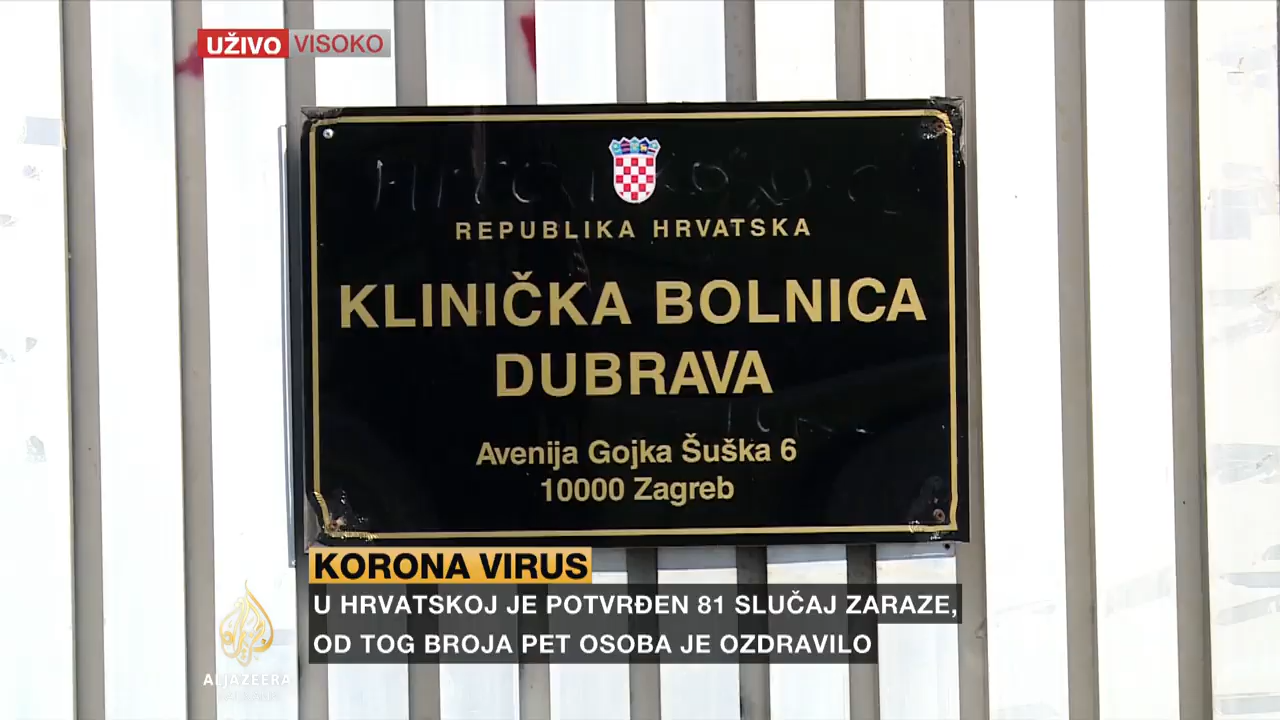 UŽIVO VISOKO
REPUBLIKA HRVATSKA
KLINIČKA BOLNICA
DUBRAVA
Avenija Gojka Šuška 6
10000 Zagreb
KORONA VIRUS
U HRVATSKOJ JE POTVRĐEN 81 SLUČAJ ZARAZE,
OD TOG BROJA PET OSOBA JE OZDRAVILO
ALJAZEERA